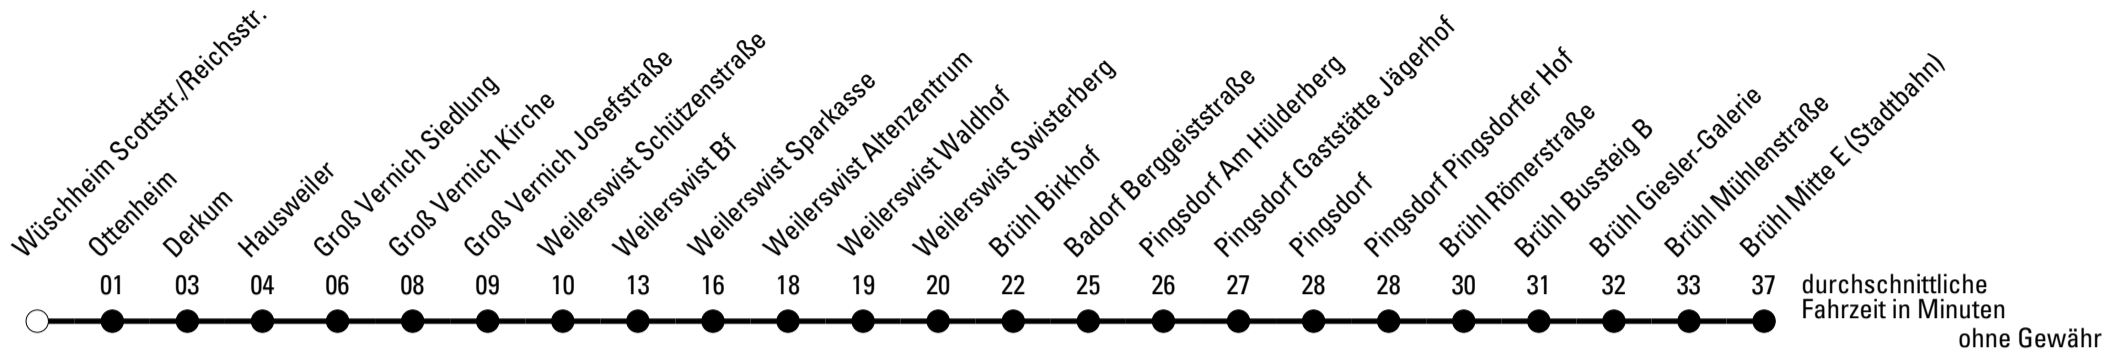 Wüschheim Scottstr./Reichsstr.
Ottenheim
Derkum
Hausweiler
Groß Vernich Siedlung
Groß Vernich Kirche
Groß Vernich Josefstraße
Weilerswist Schützenstraße
Weilerswist Bf
Weilerswist Sparkasse
Weilerswist Altenzentrum
Weilerswist Waldhof
Weilerswist Swisterberg
Brühl Birkhof
Badorf Berggeiststraße
Pingsdorf Am Hülderberg
Pingsdorf Gaststätte Jägerhof
Pingsdorf
Pingsdorf Pingsdorfer Hof
Brühl Römerstraße
Brühl Bussteig B
Brühl Giesler-Galerie
Brühl Mühlenstraße
Brühl Mitte E (Stadtbahn)
01 03 04 06 08 09 10 13 16 18 19 20 22 25 26 27 28 28 30 31 32 33 37
durchschnittliche
Fahrzeit in Minuten
ohne Gewähr